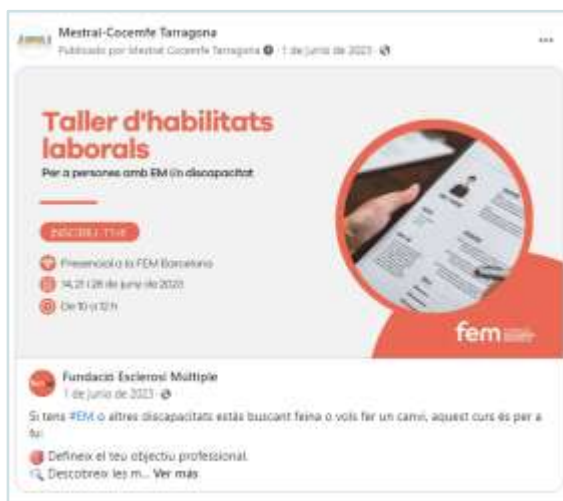 Mestral-Cocemfe Tarragona
Publicado por Mestral Cocemfe Tarragona · 1 de junio de 2023 ·
Taller d'habilitats
laborals
Per a persones amb EM i/o discapacitat
INSCRIU-T'HI
Presencial a la FEM Barcelona
14, 21 i 28 de juny de 2023
De 10 a 12 h
fem
Fundació Esclerosi Múltiple
1 de junio de 2023 ·
Si tens #EM o altres discapacitats estàs buscant feina o vols fer un canvi, aquest curs és per a
tu:
Defineix el teu objectiu professional.
Descobreix les m... Ver más